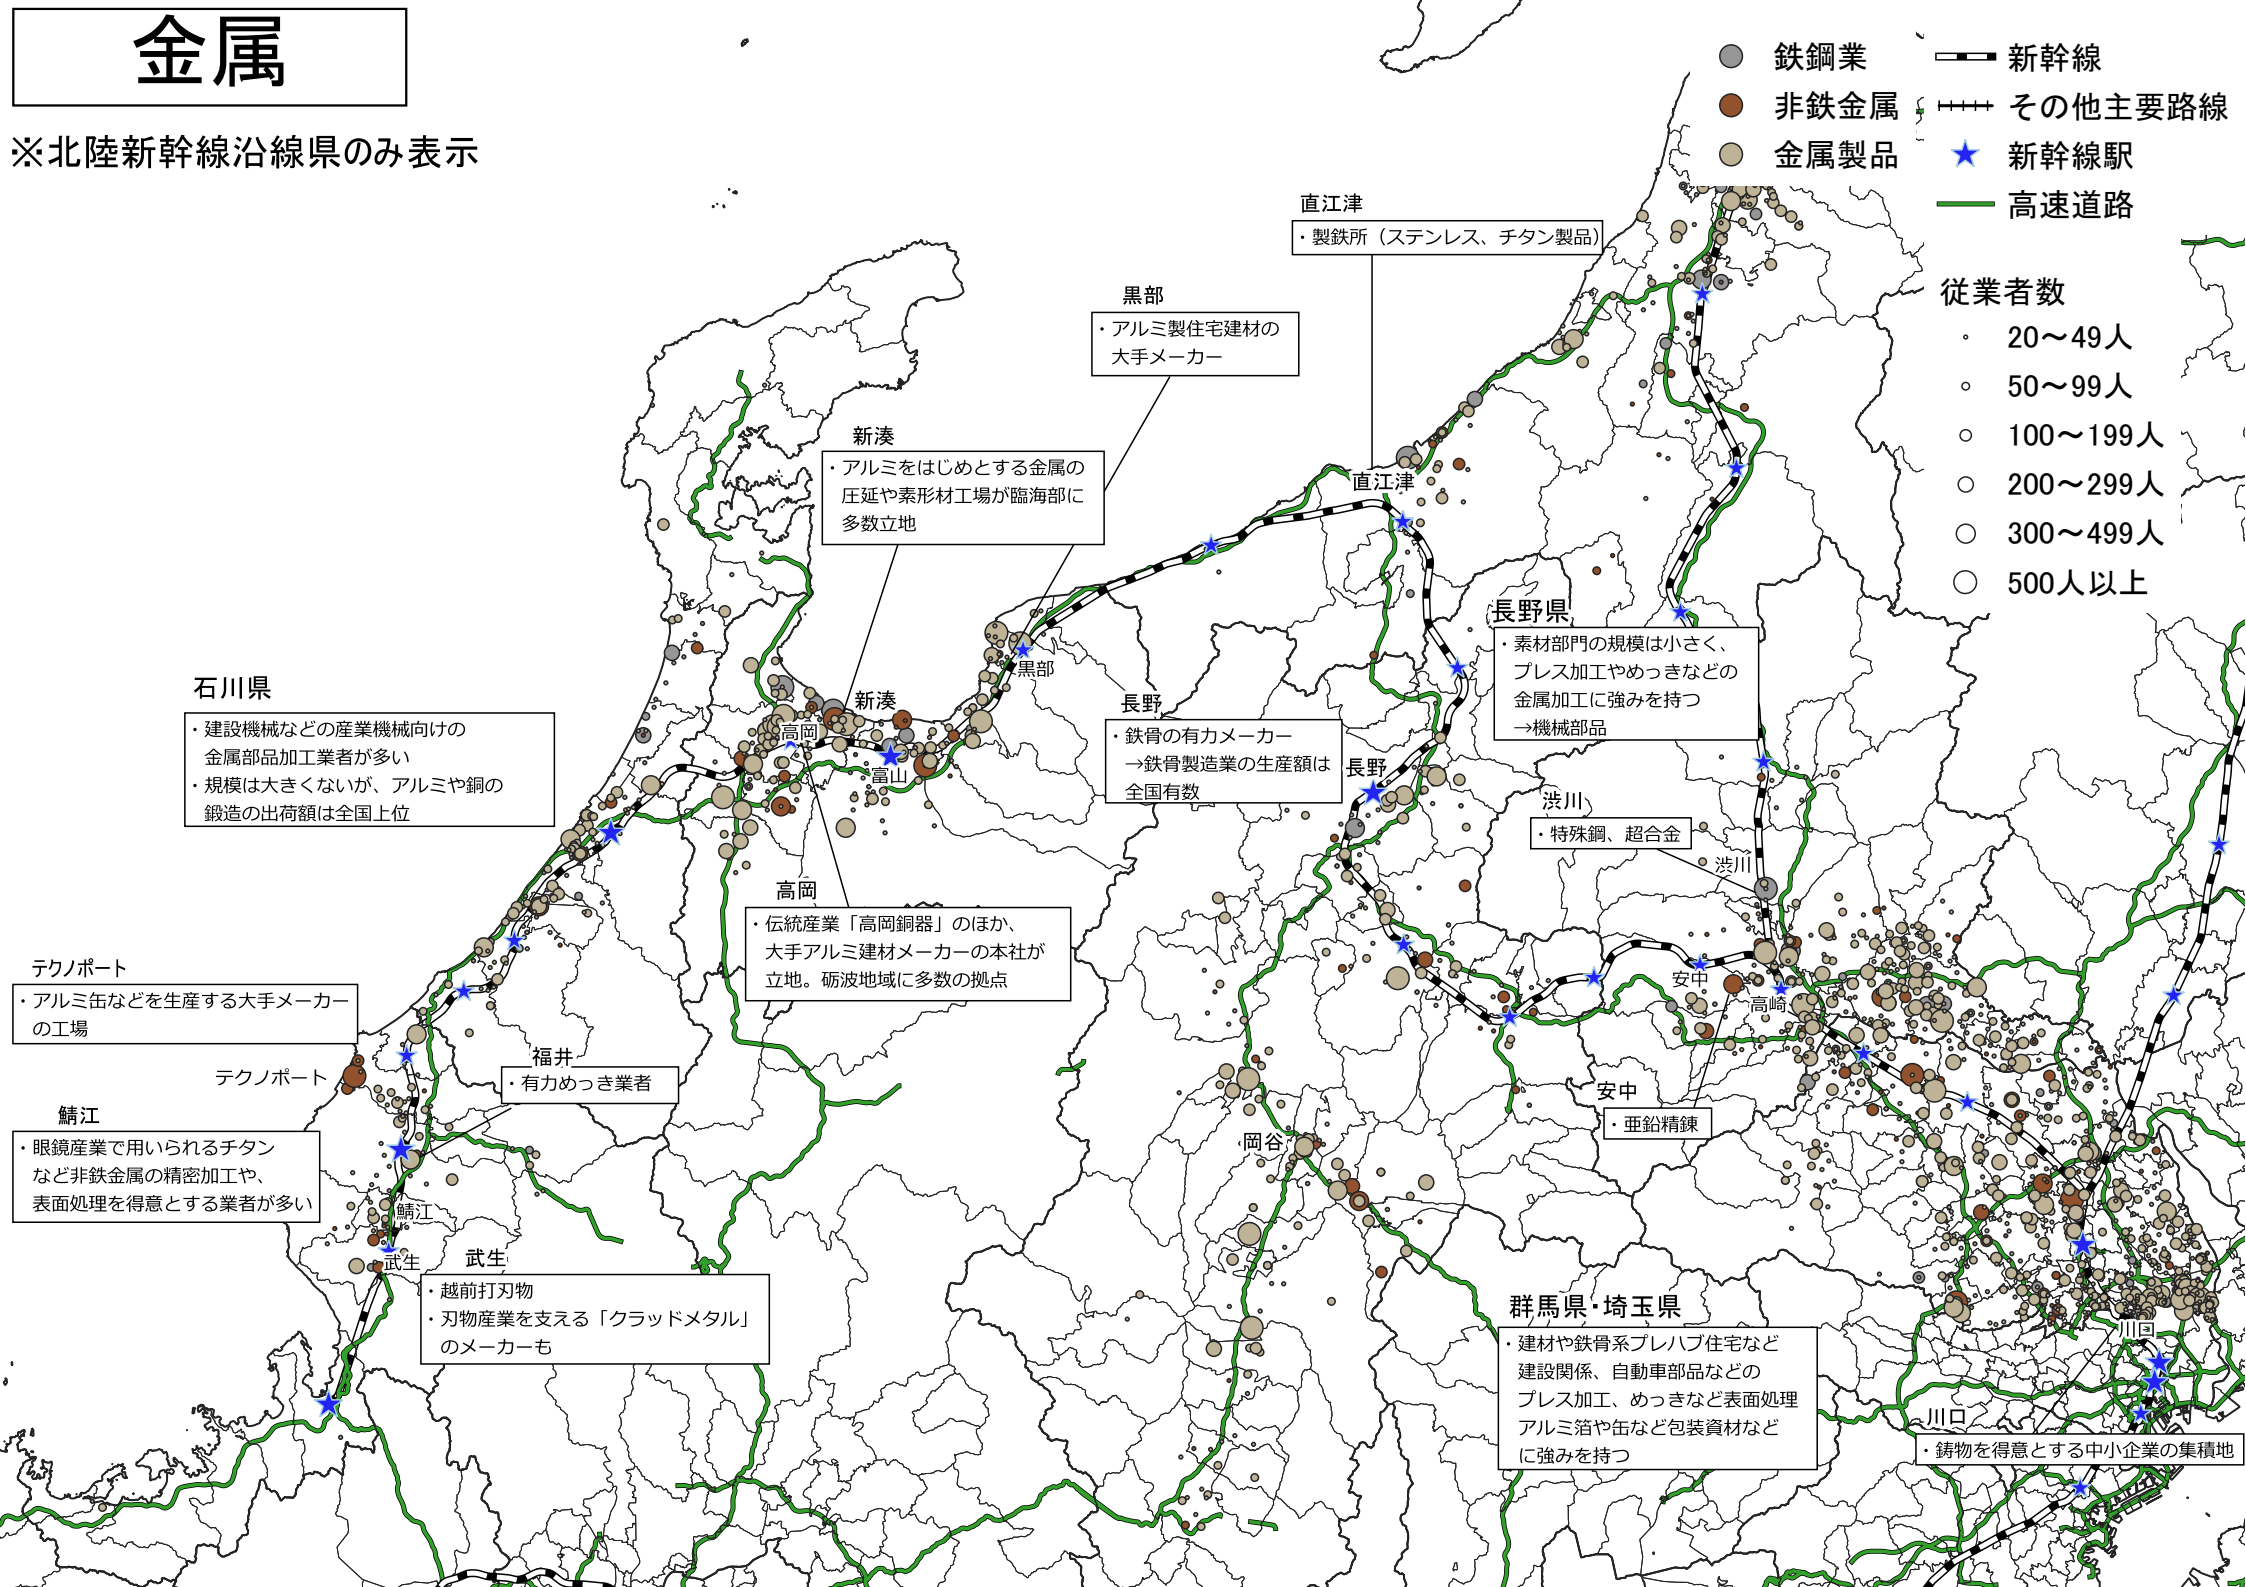 金属
※北陸新幹線沿線県のみ表示
鉄鋼業
非鉄金属
金属製品
新幹線
その他主要路線
新幹線駅
高速道路
従業者数
20～49人
50～99人
100～199人
200～299人
300～499人
500人以上
直江津
・製鉄所（ステンレス、チタン製品）
黒部
・アルミ製住宅建材の
大手メーカー
新湊
・アルミをはじめとする金属の
圧延や素形材工場が臨海部に
多数立地
直江津
長野県
・素材部門の規模は小さく、
プレス加工やめっきなどの
金属加工に強みを持つ
→機械部品
黒部
石川県
・建設機械などの産業機械向けの
金属部品加工業者が多い
・規模は大きくないが、アルミや銅の
鍛造の出荷額は全国上位
新湊
高岡
富山
長野
・鉄骨の有力メーカー
→鉄骨製造業の生産額は
全国有数
長野
渋川
・特殊鋼、超合金
渋川
高岡
・伝統産業「高岡銅器」のほか、
大手アルミ建材メーカーの本社が
立地。砺波地域に多数の拠点
テクノポート
・アルミ缶などを生産する大手メーカー
の工場
安中
高崎
福井
・有力めっき業者
テクノポート
安中
・亜鉛精錬
鯖江
・眼鏡産業で用いられるチタン
など非鉄金属の精密加工や、
表面処理を得意とする業者が多い
岡谷
鯖江
武生
武生
・越前打刃物
・刃物産業を支える「クラッドメタル」
のメーカーも
群馬県・埼玉県
・建材や鉄骨系プレハブ住宅など
建設関係、自動車部品などの
プレス加工、めっきなど表面処理
アルミ箔や缶など包装資材など
に強みを持つ
川口
川口
・鋳物を得意とする中小企業の集積地